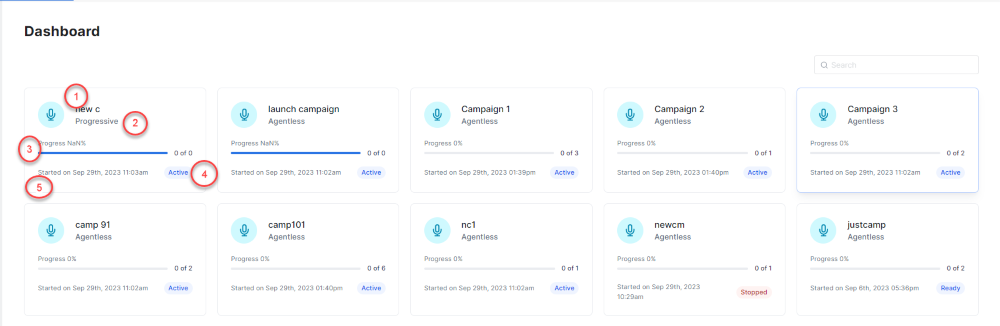 Dashboard
Search
1
new c
Progressive
2
3
Progress NaN%
0 of 0
Started on Sep 29th, 2023 11:03am
Active
4
5
launch campaign
Agentless
Progress NaN%
0 of 0
Started on Sep 29th, 2023 11:02am
Active
Campaign 1
Agentless
Progress 0%
0 of 3
Started on Sep 29th, 2023 01:39pm
Active
Campaign 2
Agentless
Progress 0%
0 of 1
Started on Sep 29th, 2023 01:40pm
Active
Campaign 3
Agentless
Progress 0%
0 of 2
Started on Sep 29th, 2023 11:02am
Active
camp 91
Agentless
Progress 0%
0 of 2
Started on Sep 29th, 2023 11:02am
Active
camp101
Agentless
Progress 0%
0 of 6
Started on Sep 29th, 2023 01:40pm
Active
nc1
Agentless
Progress 0%
0 of 1
Started on Sep 29th, 2023 11:02am
Active
newcm
Agentless
Progress 0%
0 of 1
Started on Sep 29th, 2023
10:29am
Stopped
justcamp
Agentless
Progress 0%
0 of 2
Started on Sep 6th, 2023 05:36pm
Ready